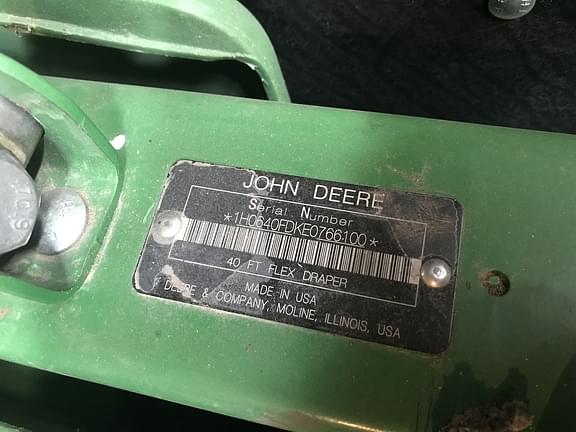 JOHN DEERE
Serial Number
*1H0640FDKE0766100*
40 FT FLEX DRAPER
MADE IN USA
DEERE & COMPANY, MOLINE, ILLINOIS, USA